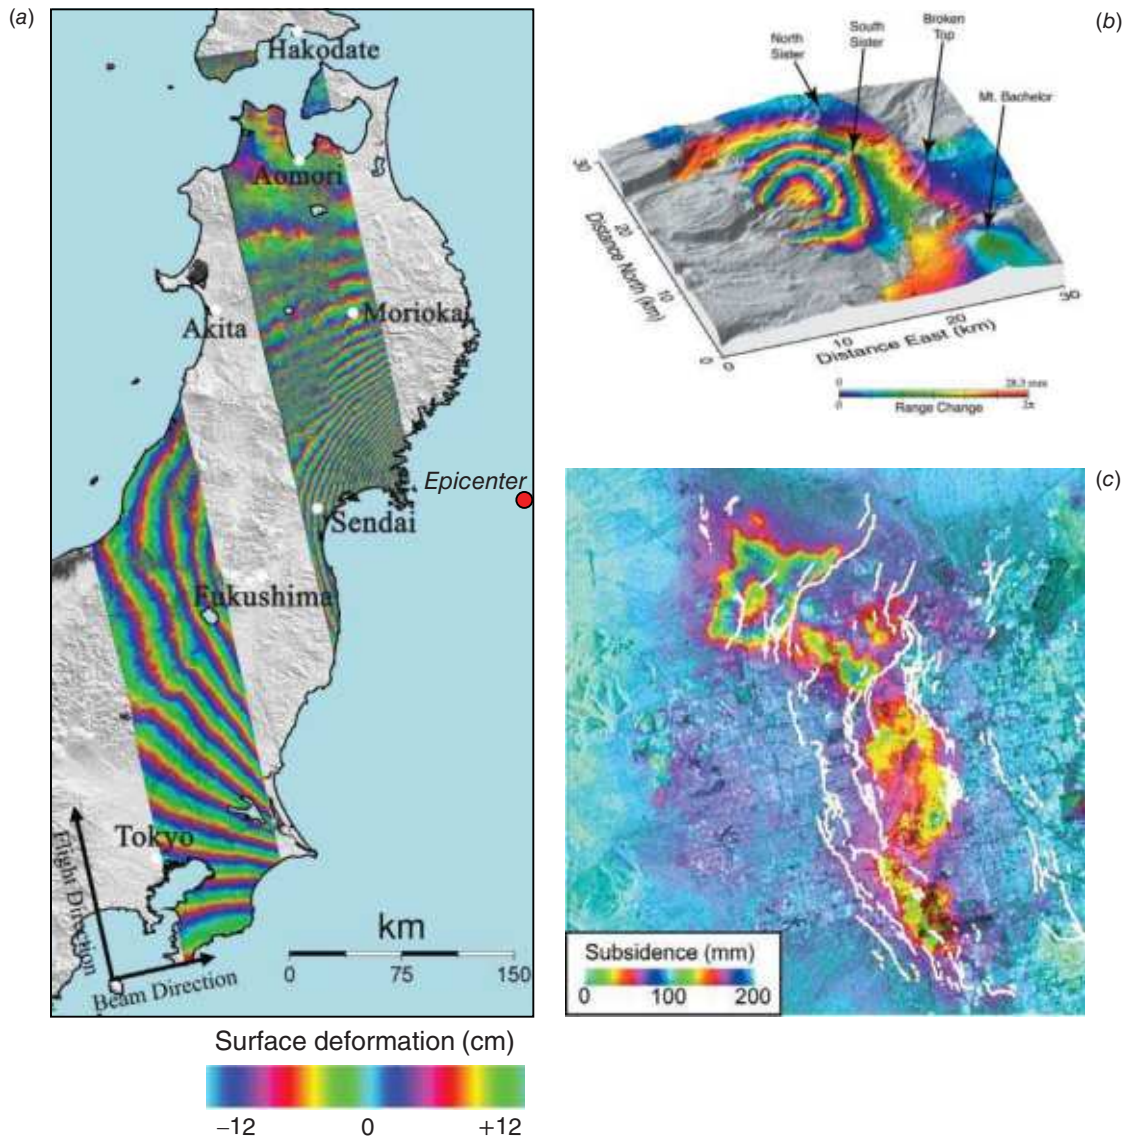 (a)
Hakodate
Aomori
Akita
Morioka
Epicenter
Sendai
Fukushima
Tokyo
Flight Direction
Beam Direction
km
0 75 150
Surface deformation (cm)
−12 0 +12
(b)
North
Sister
South
Sister
Broken
Top
Mt. Bachelor
30
20
10
0
Distance North (km)
0
10
20
30
Distance East (km)
0 28.3 mm
0 2π
Range Change
(c)
Subsidence (mm)
0 100 200